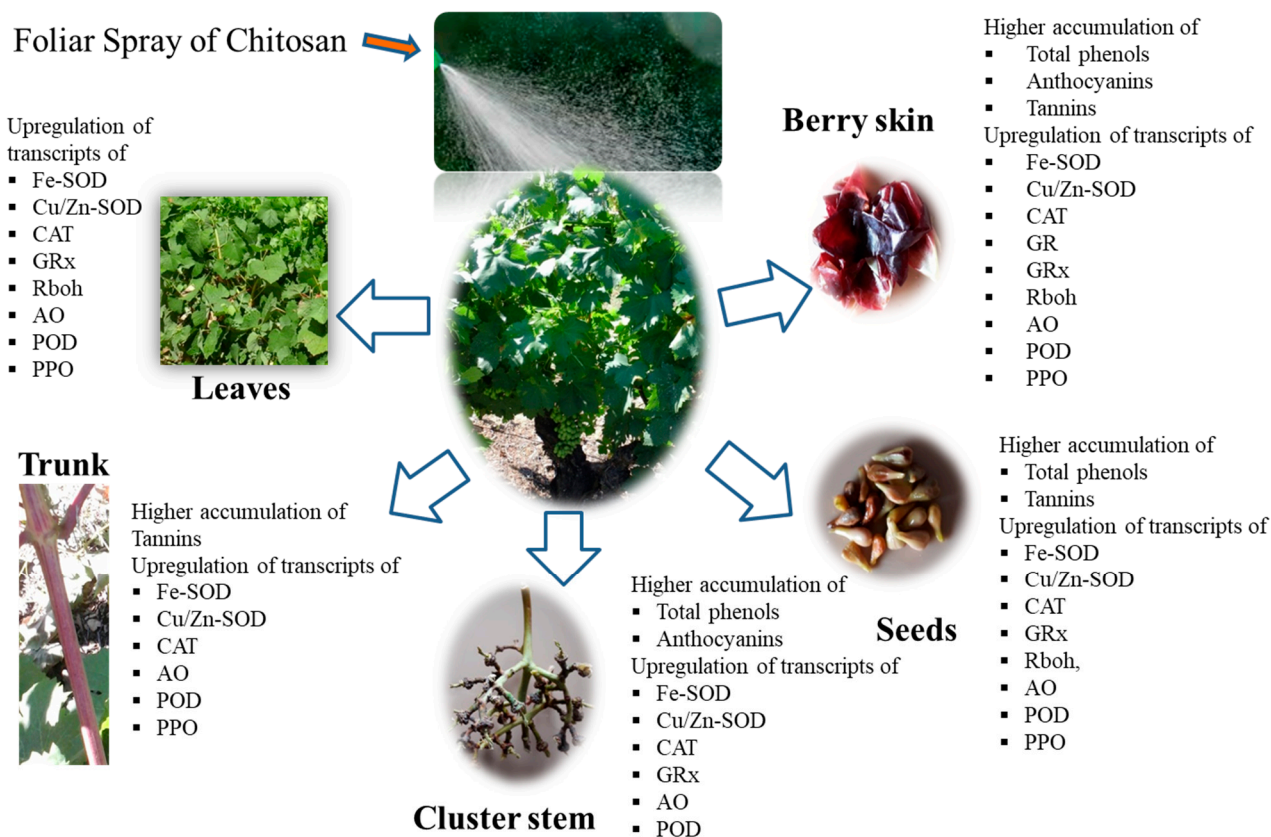 Foliar Spray of Chitosan
Upregulation of
transcripts of
▪ Fe-SOD
▪ Cu/Zn-SOD
▪ CAT
▪ GRx
▪ Rboh
▪ AO
▪ POD
▪ PPO
Leaves
Berry skin
Higher accumulation of
▪ Total phenols
▪ Anthocyanins
▪ Tannins
Upregulation of transcripts of
▪ Fe-SOD
▪ Cu/Zn-SOD
▪ CAT
▪ GR
▪ GRx
▪ Rboh
▪ AO
▪ POD
▪ PPO
Trunk
Higher accumulation of
Tannins
Upregulation of transcripts of
▪ Fe-SOD
▪ Cu/Zn-SOD
▪ CAT
▪ AO
▪ POD
▪ PPO
Cluster stem
Higher accumulation of
▪ Total phenols
▪ Anthocyanins
Upregulation of transcripts of
▪ Fe-SOD
▪ Cu/Zn-SOD
▪ CAT
▪ GRx
▪ AO
▪ POD
Seeds
Higher accumulation of
▪ Total phenols
▪ Tannins
Upregulation of transcripts of
▪ Fe-SOD
▪ Cu/Zn-SOD
▪ CAT
▪ GRx
▪ Rboh,
▪ AO
▪ POD
▪ PPO